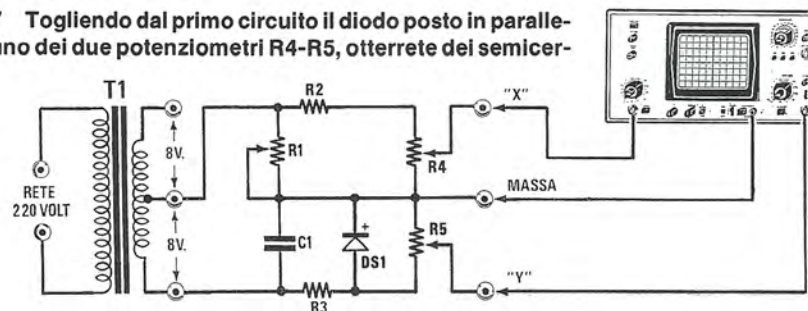 Togliendo dal primo circuito il diodo posto in paralle-
uno dei due potenziometri R4-R5, otterrete dei semicer-
T1
R2
"X"
8V.
R1
R4
RETE
220 VOLT
MASSA
8V.
C1
+
DS1
R5
R3
"Y"